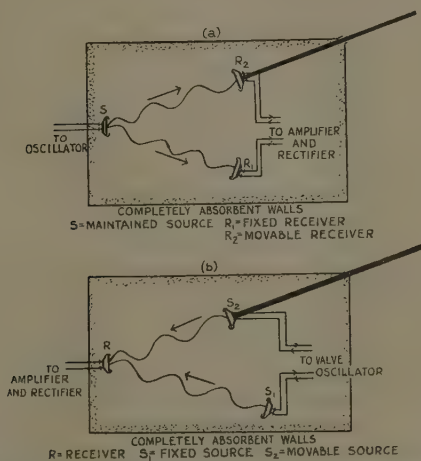 (a)
R2
S
TO
OSCILLATOR
TO AMPLIFIER
AND
RECTIFIER
R1
COMPLETELY ABSORBENT WALLS
S=MAINTAINED SOURCE R1=FIXED RECEIVER
R2=MOVABLE RECEIVER
(b)
S2
R
TO
AMPLIFIER
AND RECTIFIER
TO VALVE
OSCILLATOR
S1
COMPLETELY ABSORBENT WALLS
R=RECEIVER S1=FIXED SOURCE S2=MOVABLE SOURCE